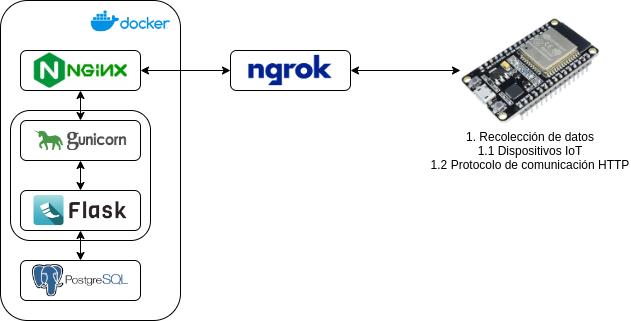 docker
NGINX
ngrok
gunicorn
Flask
PostgreSQL
1. Recolección de datos
1.1 Dispositivos IoT
1.2 Protocolo de comunicación HTTP